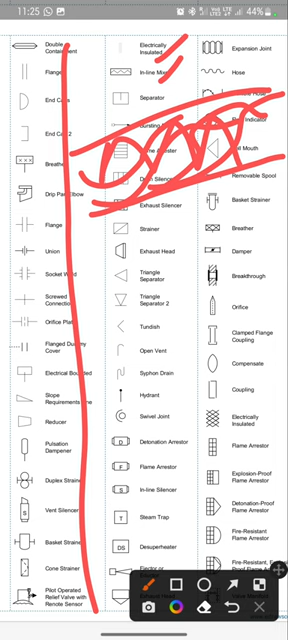 11:25
44%
Double
Containment
Flange
End Caps
End Cap 2
Breather
Drip Pan Elbow
Flange
Union
Socket Weld
Screwed
Connection
Orifice Plate
Flanged Dummy
Cover
Electrical Bounded
Slope
Requirements Line
Reducer
Pulsation
Dampener
Duplex Strainer
S
Vent Silencer
Basket Strainer
Cone Strainer
Pilot Operated
Relief Valve with
Remote Sensor
Electrically
Insulated
In-line Mixer
Separator
Exhaust Silencer
Strainer
Exhaust Head
Triangle
Separator
Triangle
Separator 2
Tundish
Open Vent
Syphon Drain
Hydrant
Swivel Joint
D
Detonation Arrestor
F
Flame Arrestor
S
In-line Silencer
T
Steam Trap
DS
Desuperheater
Expansion Joint
Hose
Removable Spool
Basket Strainer
Breather
Damper
Breakthrough
Orifice
Clamped Flange
Coupling
Compensate
Coupling
Electrically
Insulated
Flame Arrestor
Explosion-Proof
Flame Arrestor
Detonation-Proof
Flame Arrestor
Fire-Resistant
Flame Arrestor